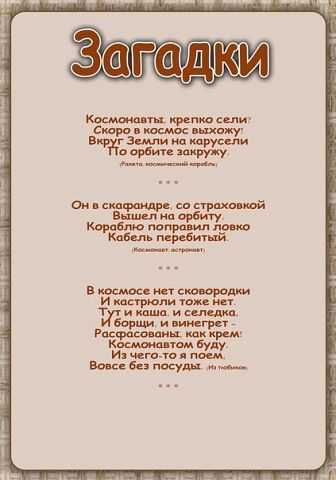 Загадки
Космонавты, крепко сели?
Скоро в космос выхожу!
Вкруг Земли на карусели
По орбите закружу.
(Ракета, космический корабль)
* * *
Он в скафандре, со страховкой
Вышел на орбиту.
Кораблю поправил ловко
Кабель перебитый.
(Космонавт, астронавт)
* * *
В космосе нет сковородки
И кастрюли тоже нет.
Тут и каша, и селедка,
И борщи, и винегрет -
Расфасованы, как крем!
Космонавтом буду,
Из чего-то я поем,
Вовсе без посуды. (Из тюбиков)
* * *